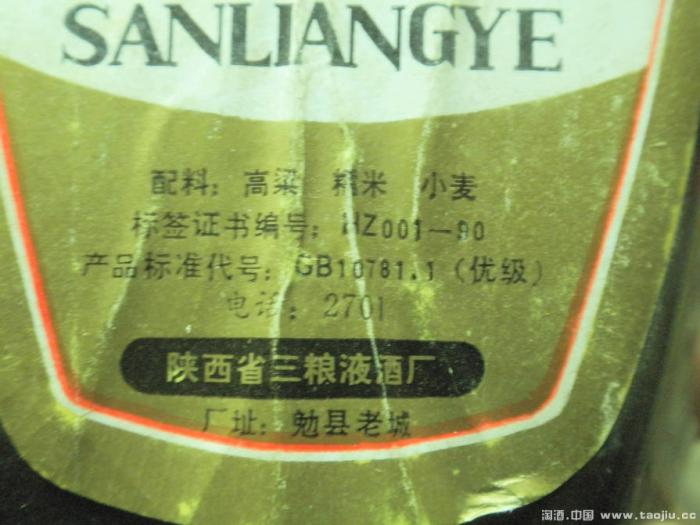 SANLIANGYE
配料：高粱 糯米 小麦
标签证书编号：HZ001—90
产品标准代号：GB10781.1（优级）
电话：2701
陕西省三粮液酒厂
厂址：勉县老城
淘酒.中国 www.taojiu.cc